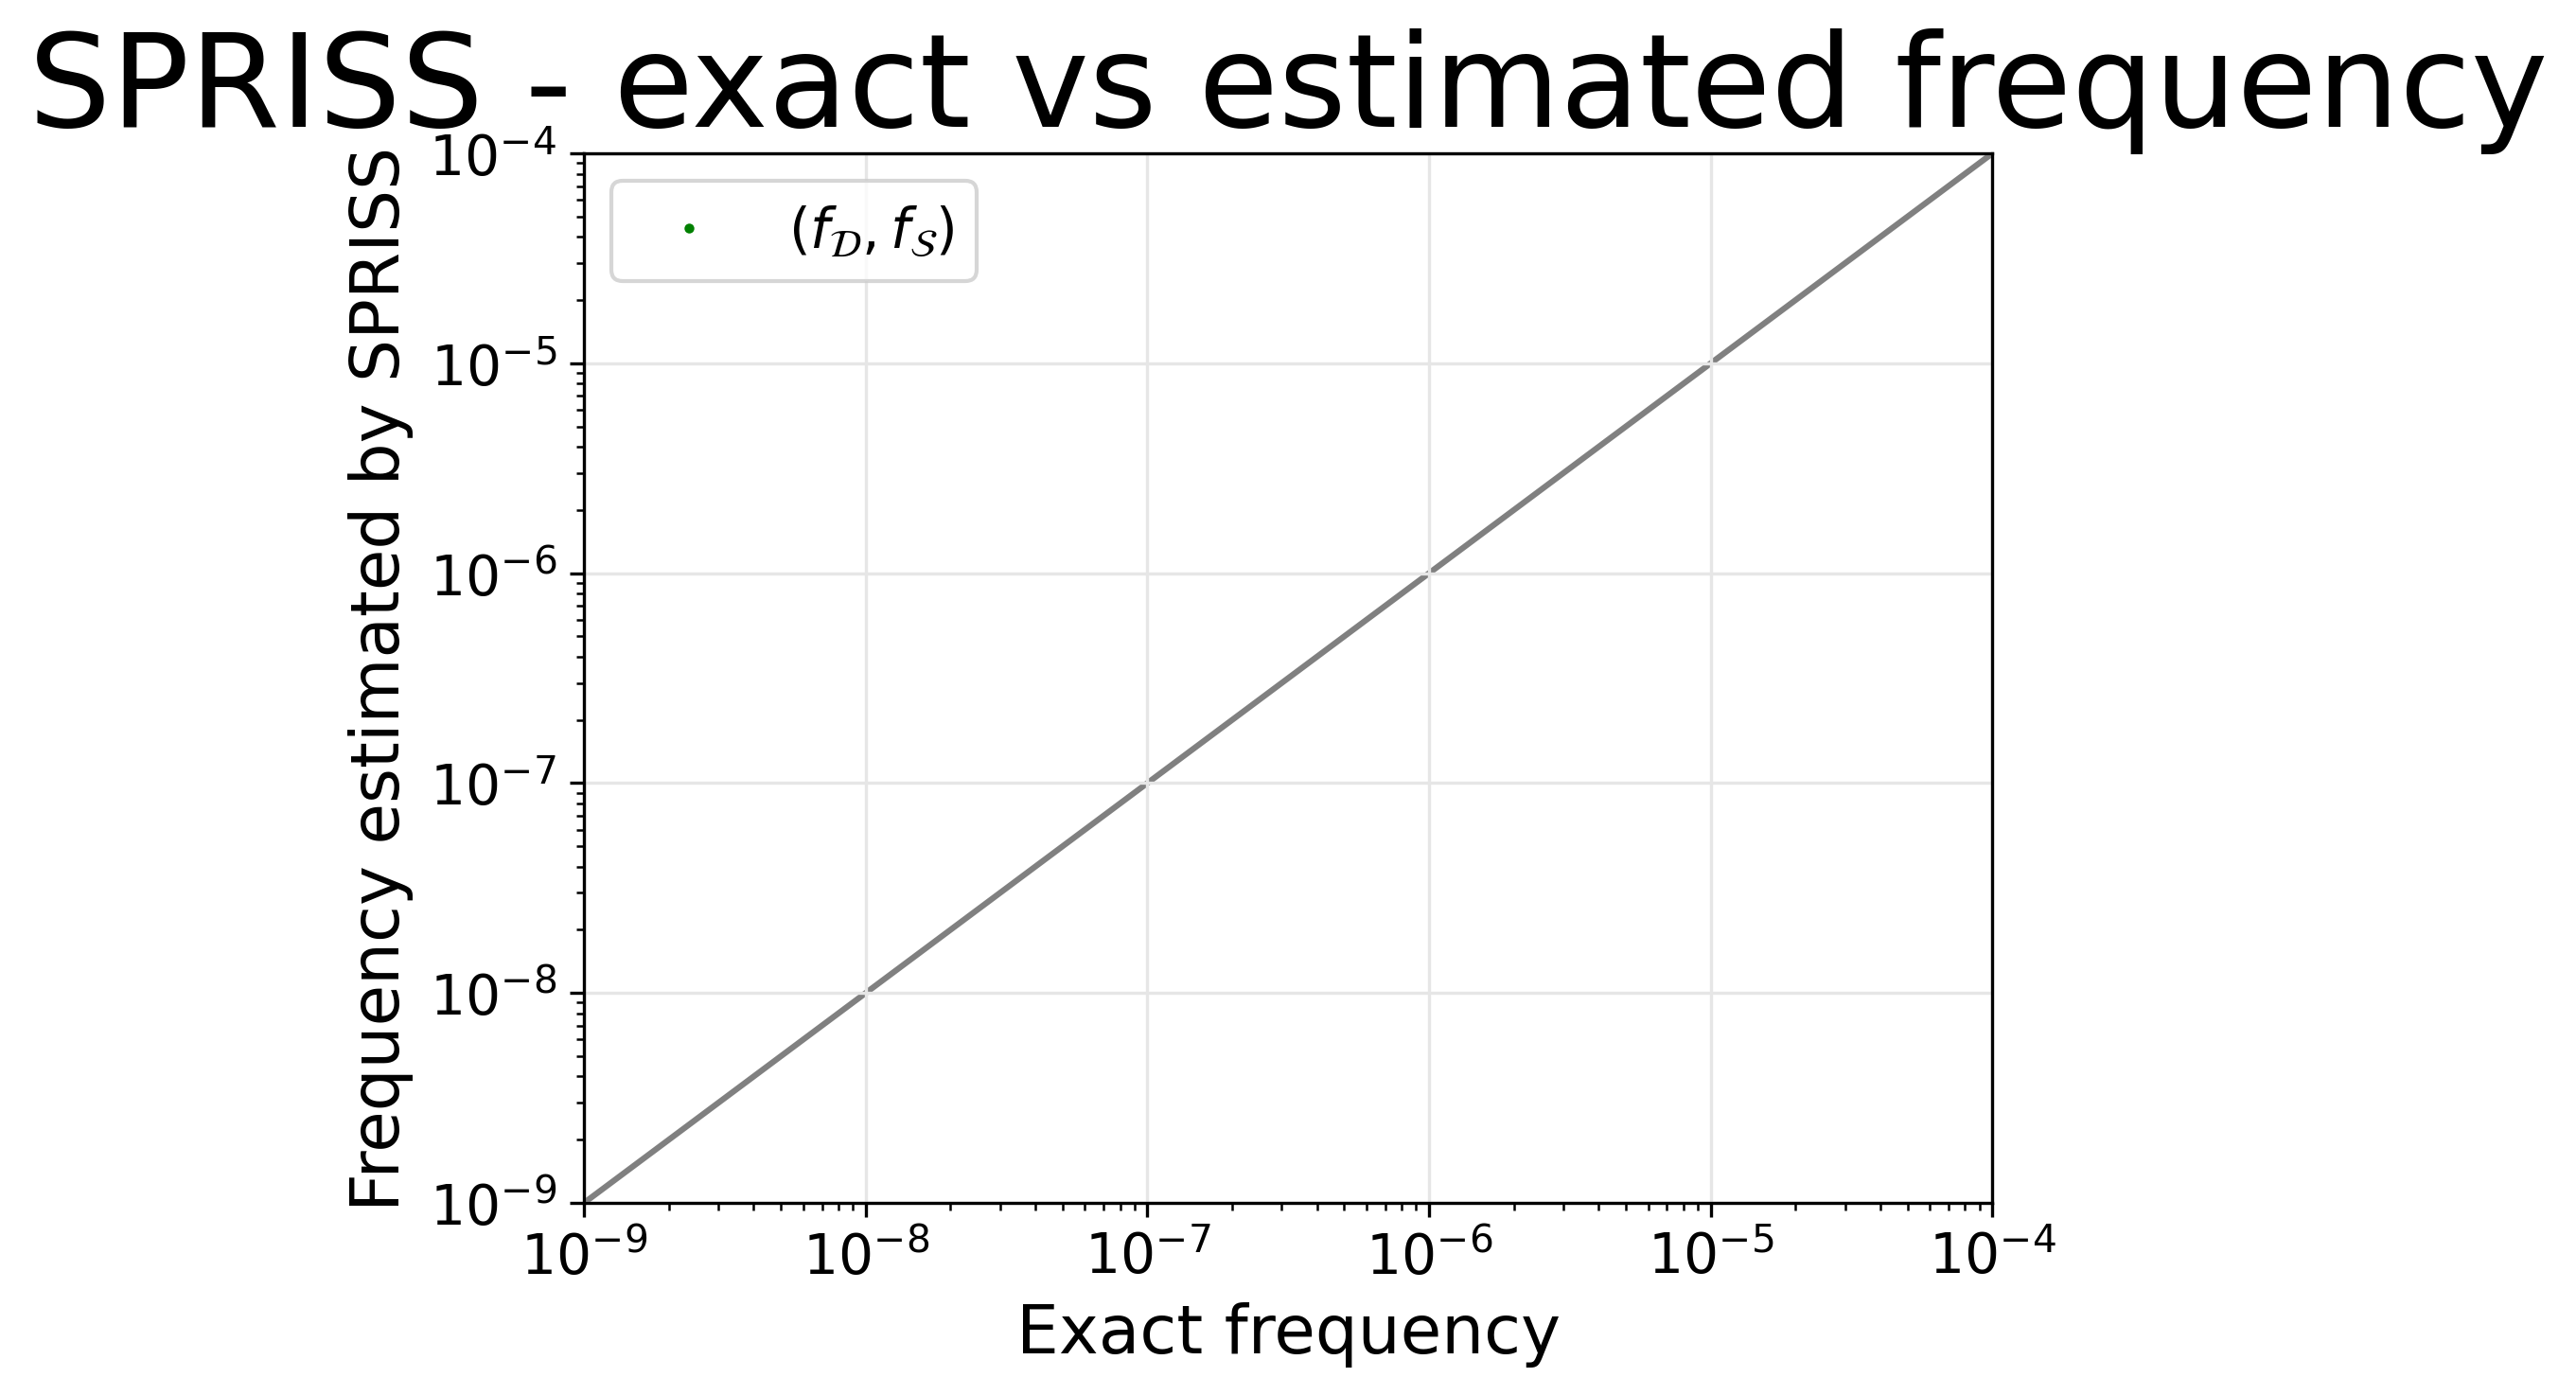 SPRISS - exact vs estimated frequency
Frequency estimated by SPRISS
10⁻⁴
10⁻⁵
10⁻⁶
10⁻⁷
10⁻⁸
10⁻⁹
(f_𝒟, f_𝒮)
10⁻⁹ 10⁻⁸ 10⁻⁷ 10⁻⁶ 10⁻⁵ 10⁻⁴
Exact frequency